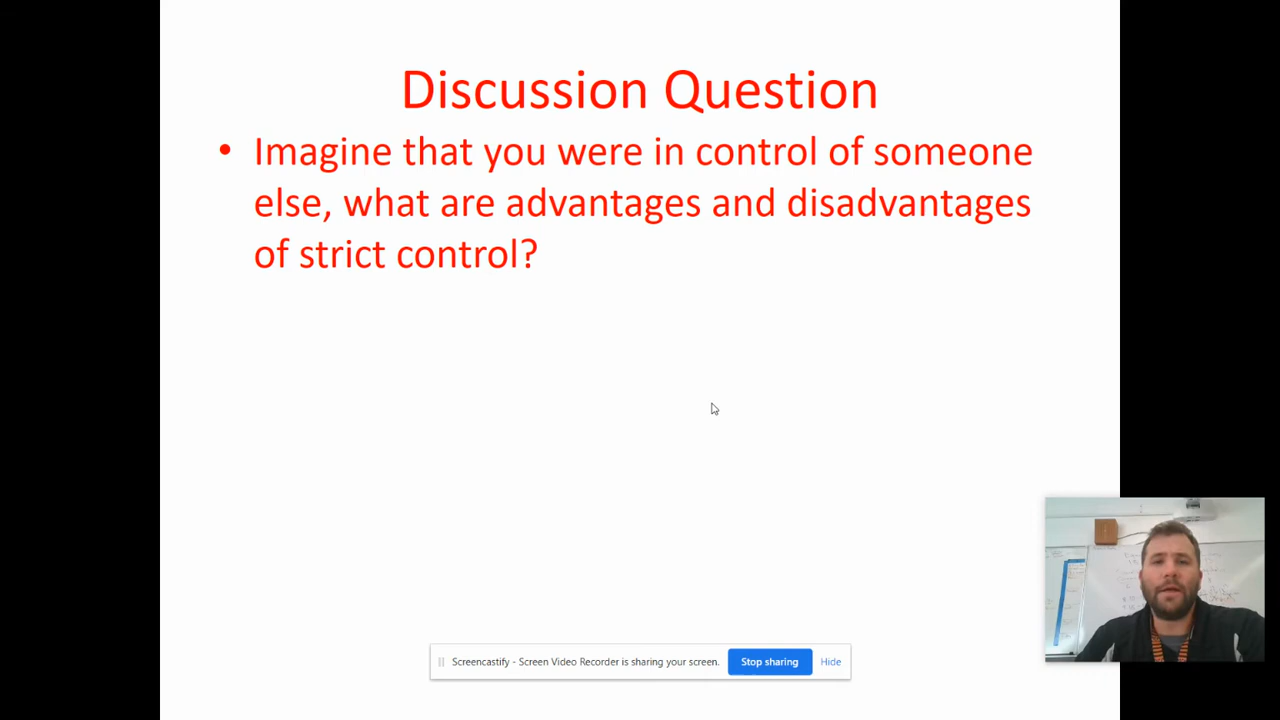 Discussion Question
• Imagine that you were in control of someone
else, what are advantages and disadvantages
of strict control?
Screencastify - Screen Video Recorder is sharing your screen.
Stop sharing
Hide